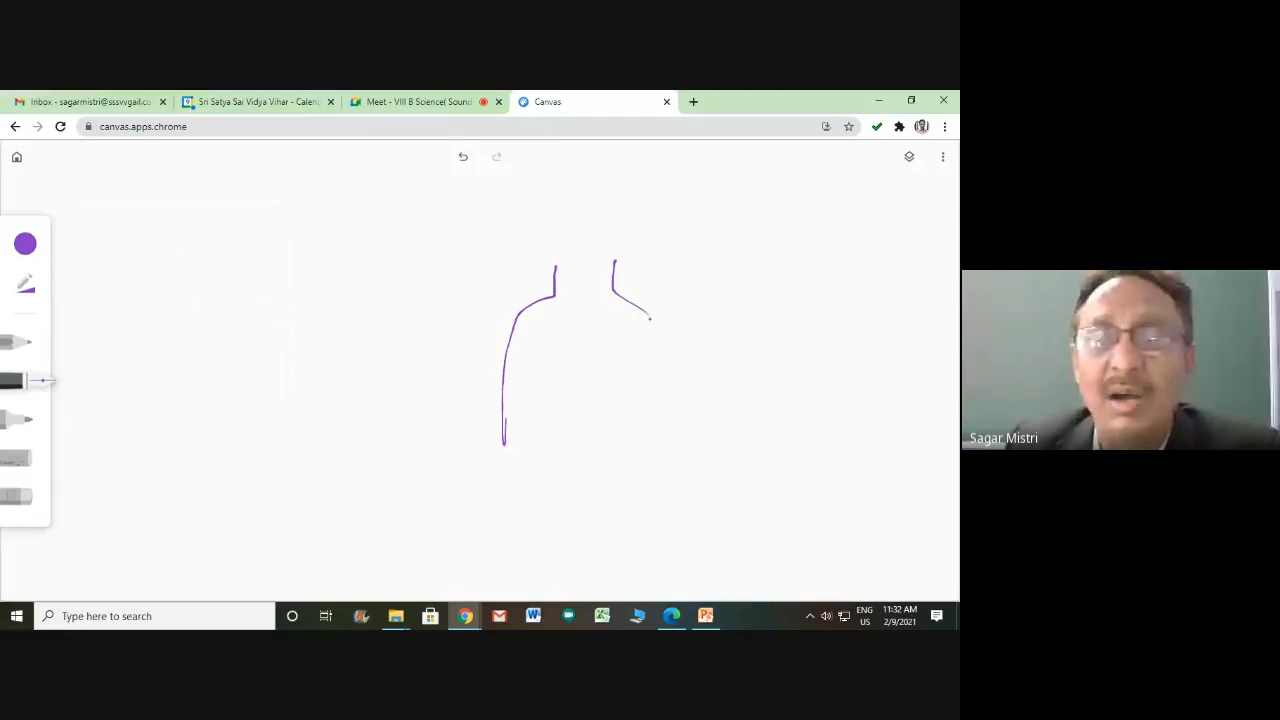 Inbox - sagarmistri@sssvvgail.co
Sri Satya Sai Vidya Vihar - Calenc
Meet - VIII B Science( Sound
Canvas
canvas.apps.chrome
Sagar Mistri
Type here to search
ENG
US
11:32 AM
2/9/2021